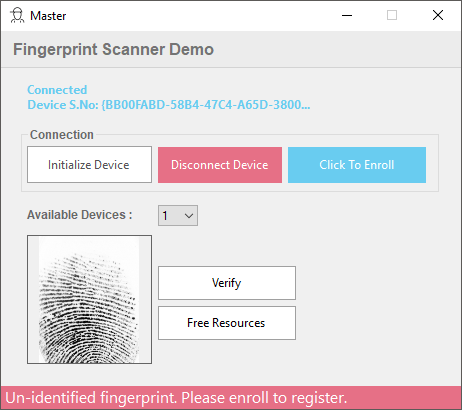 Master
Fingerprint Scanner Demo
Connected
Device S.No: {BB00FABD-58B4-47C4-A65D-3800...
Connection
Initialize Device
Disconnect Device
Click To Enroll
Available Devices :
1
Verify
Free Resources
Un-identified fingerprint. Please enroll to register.